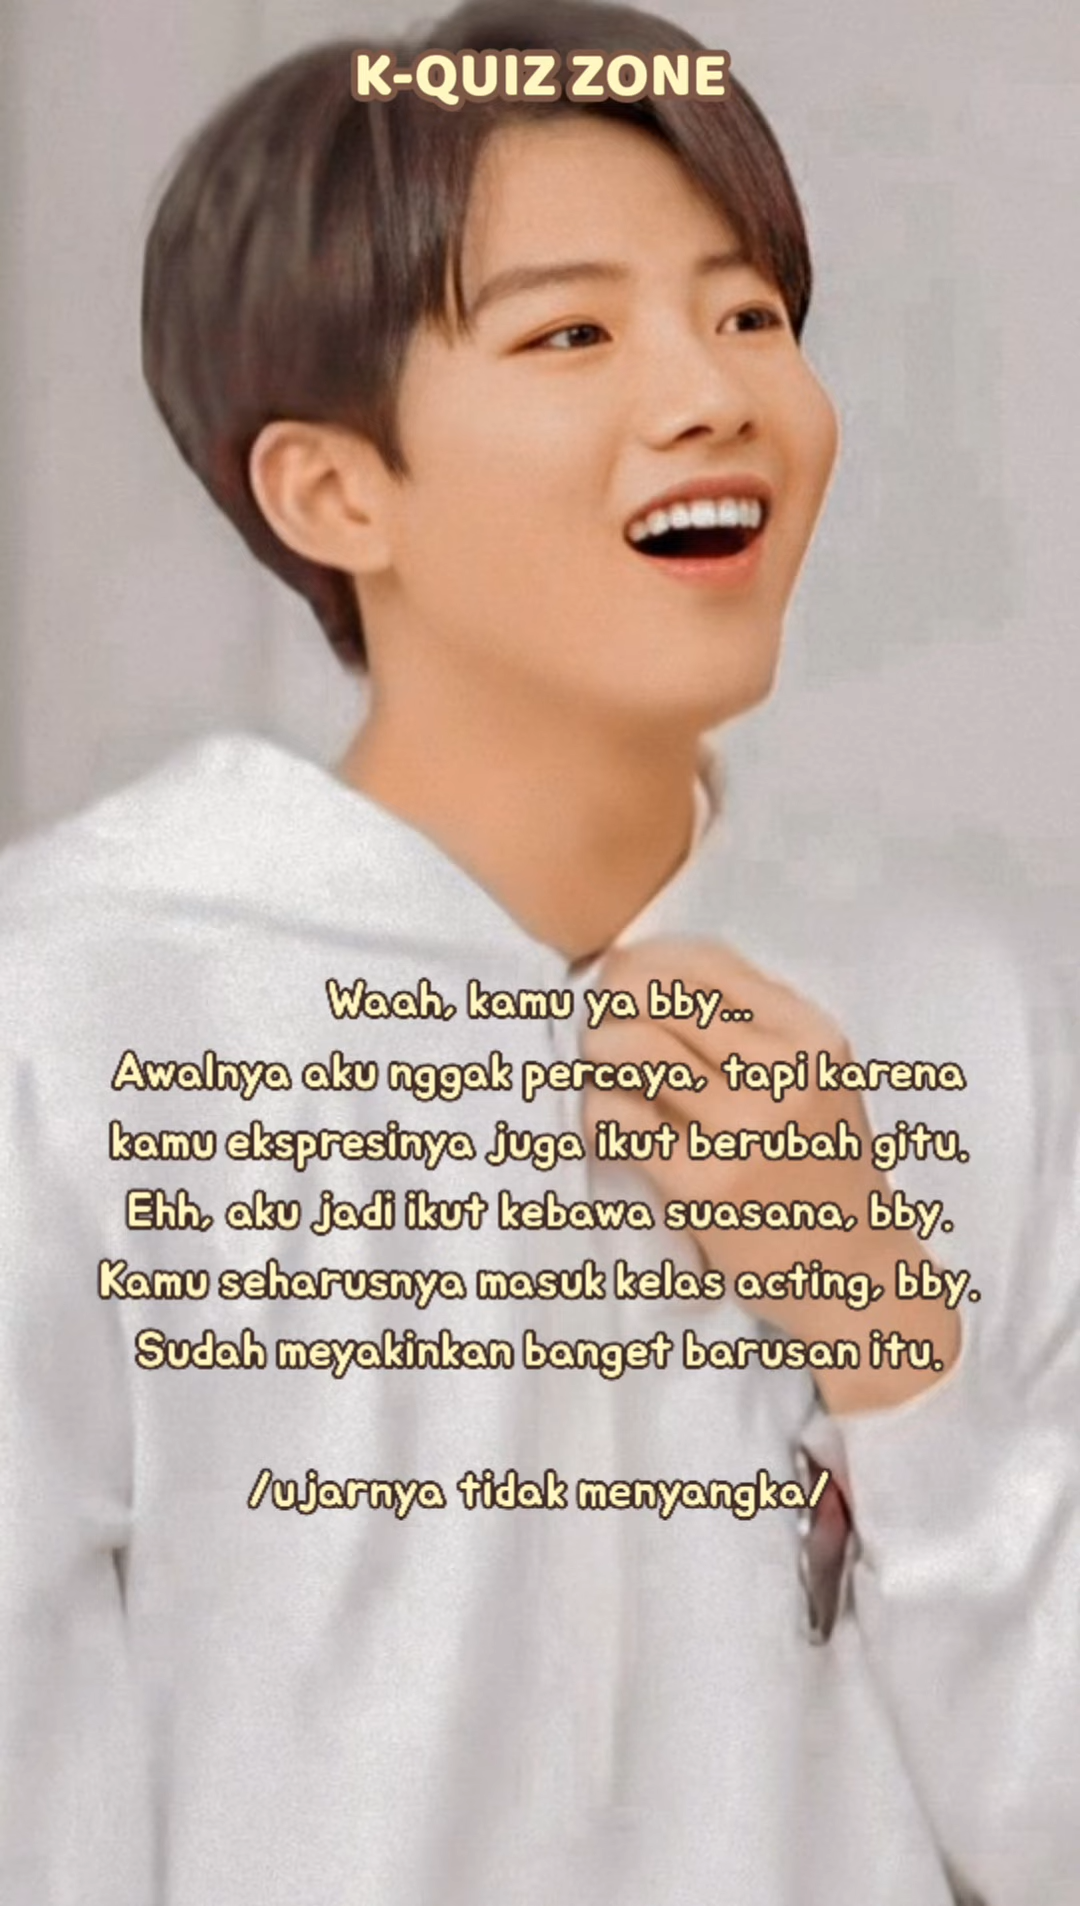 K-QUIZ ZONE
Waah, kamu ya bby...
Awalnya aku nggak percaya, tapi karena
kamu ekspresinya juga ikut berubah gitu.
Ehh, aku jadi ikut kebawa suasana, bby.
Kamu seharusnya masuk kelas acting, bby.
Sudah meyakinkan banget barusan itu.
/ujarnya tidak menyangka/